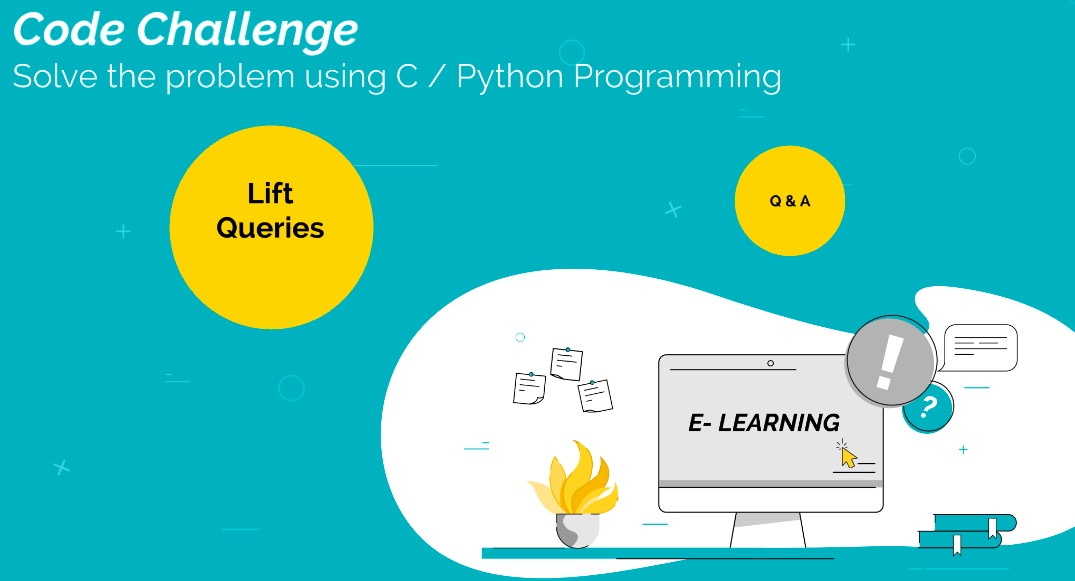 Code Challenge
Solve the problem using C / Python Programming
Lift
Queries
Q & A
E- LEARNING
!
?